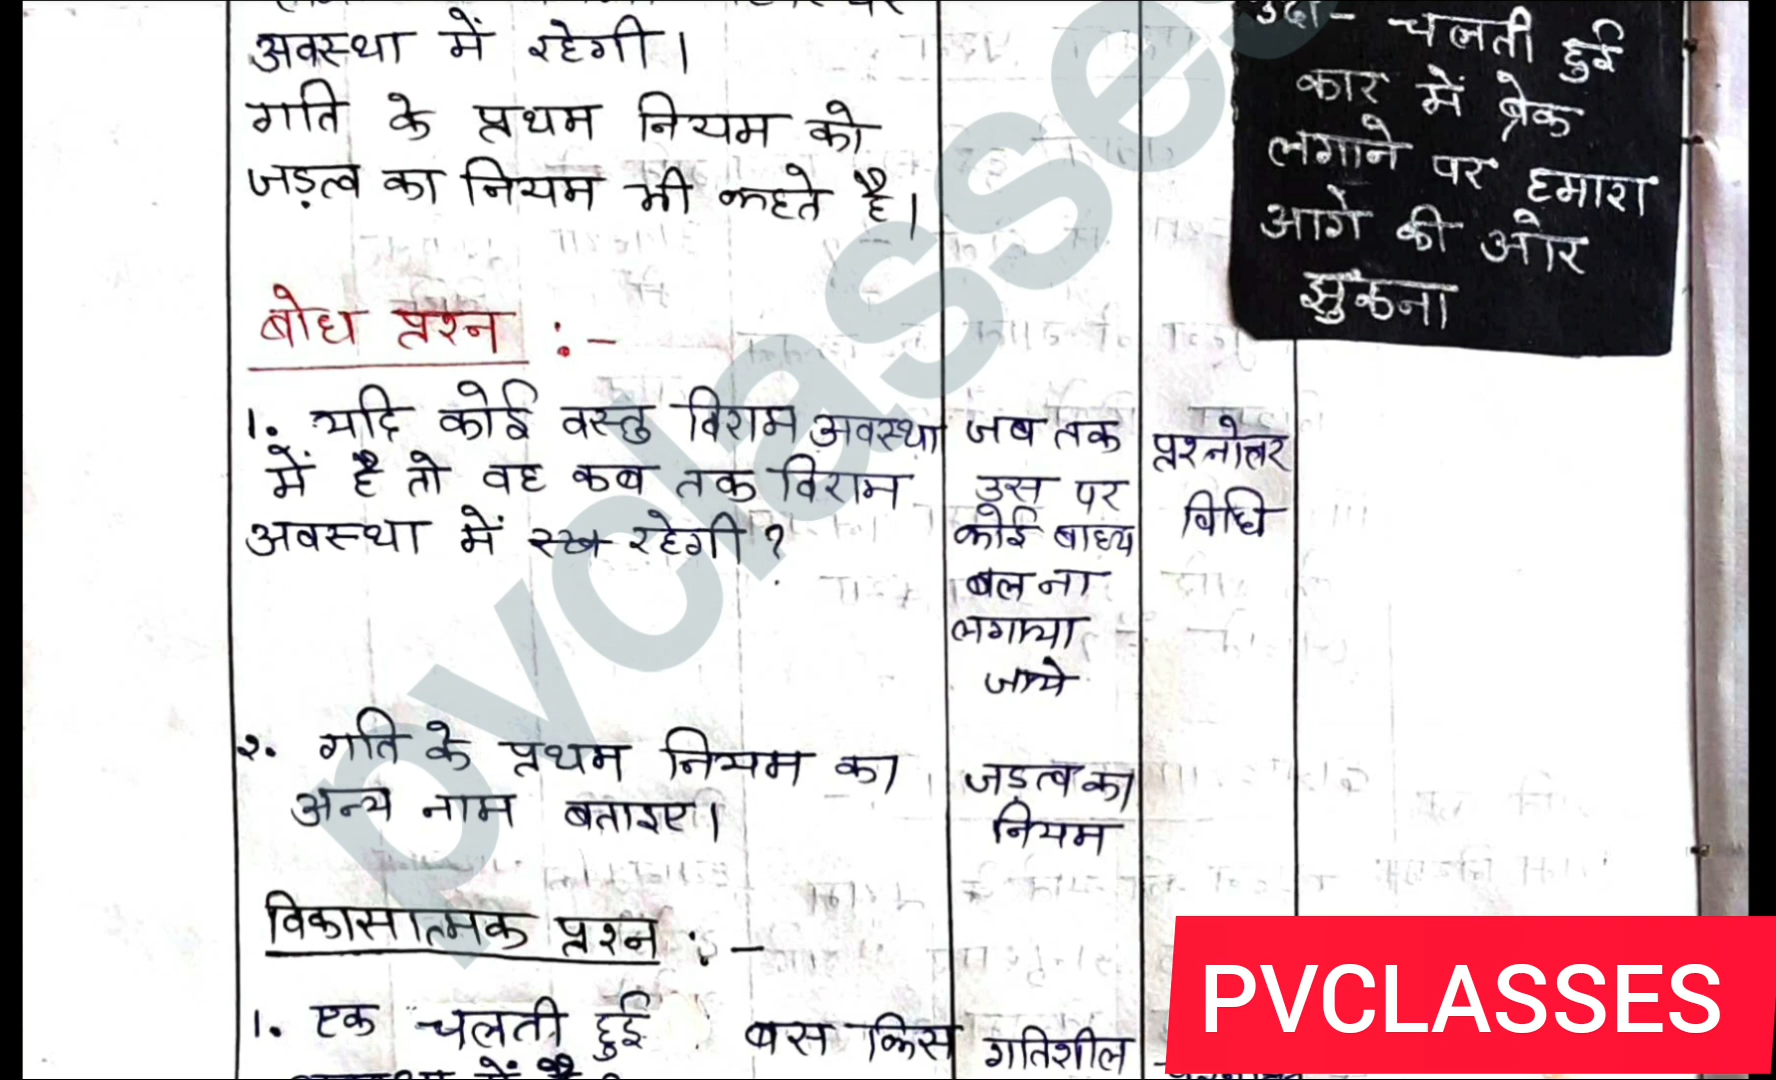 अवस्था में रहेगी।
गति के प्रथम नियम को
जड़त्व का नियम भी कहते है।
उदा- चलती हुई
कार में ब्रेक
लगाने पर हमारा
आगे की ओर
झुकना
बोध प्रश्न :-
1. यदि कोई वस्तु विराम अवस्था
में है तो वह कब तक विराम
अवस्था में रहेगी?
जब तक
उस पर
कोई बाह्य
बल ना
लगाया
जाये
प्रश्नोत्तर
विधि
२. गति के प्रथम नियम का
अन्य नाम बताइए।
जड़त्व का
नियम
विकासात्मक प्रश्न :-
1. एक चलती हुई बस किस
गतिशील
pvclasses
PVCLASSES